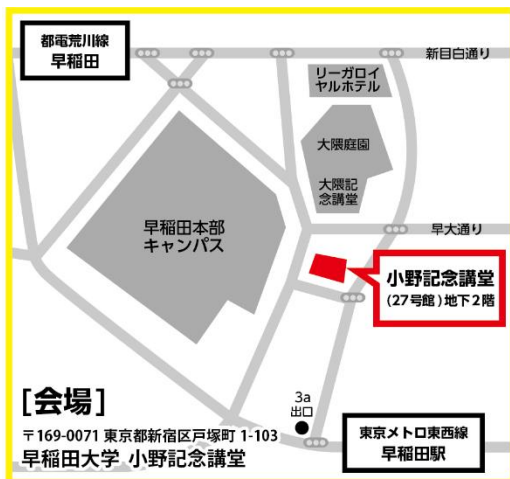 都電荒川線
早稲田
新目白通り
リーガロイ
ヤルホテル
大隈庭園
大隈記
念講堂
早稲田本部
キャンパス
早大通り
小野記念講堂
(27号館)地下2階
[会場]
3a
出口
〒169-0071 東京都新宿区戸塚町 1-103
早稲田大学 小野記念講堂
東京メトロ東西線
早稲田駅